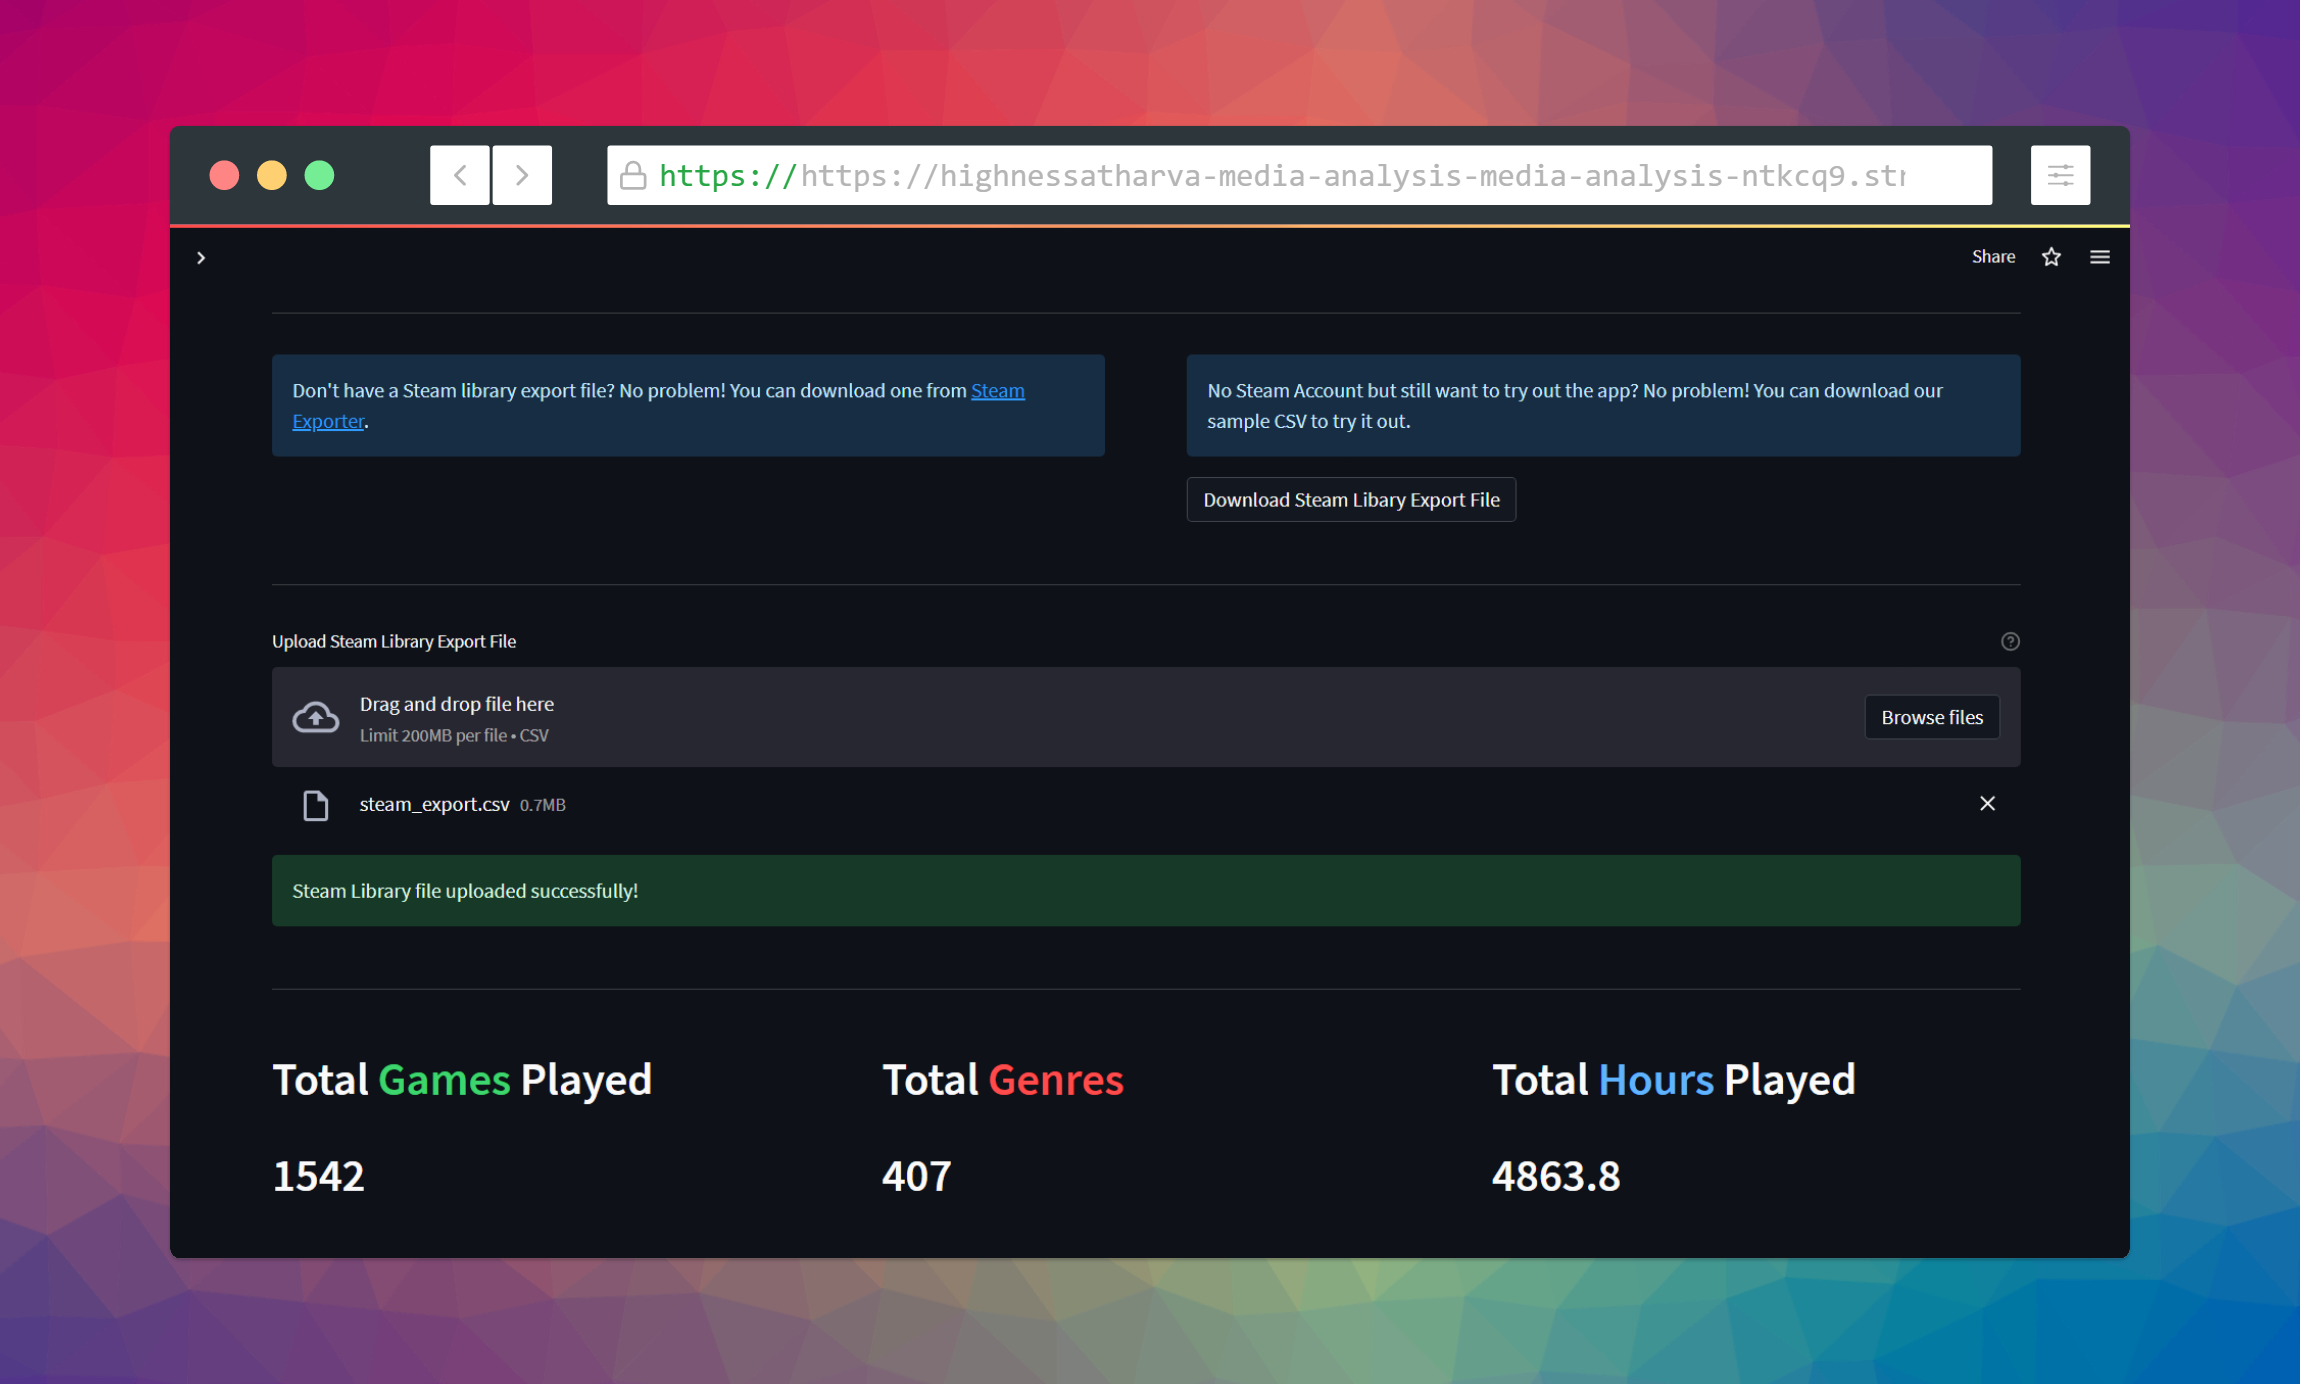 https://https://highnessatharva-media-analysis-media-analysis-ntkcq9.str
Share
Don't have a Steam library export file? No problem! You can download one from Steam
Exporter.
No Steam Account but still want to try out the app? No problem! You can download our
sample CSV to try it out.
Download Steam Libary Export File
Upload Steam Library Export File
Drag and drop file here
Limit 200MB per file • CSV
Browse files
steam_export.csv 0.7MB
Steam Library file uploaded successfully!
Total Games Played
Total Genres
Total Hours Played
1542
407
4863.8